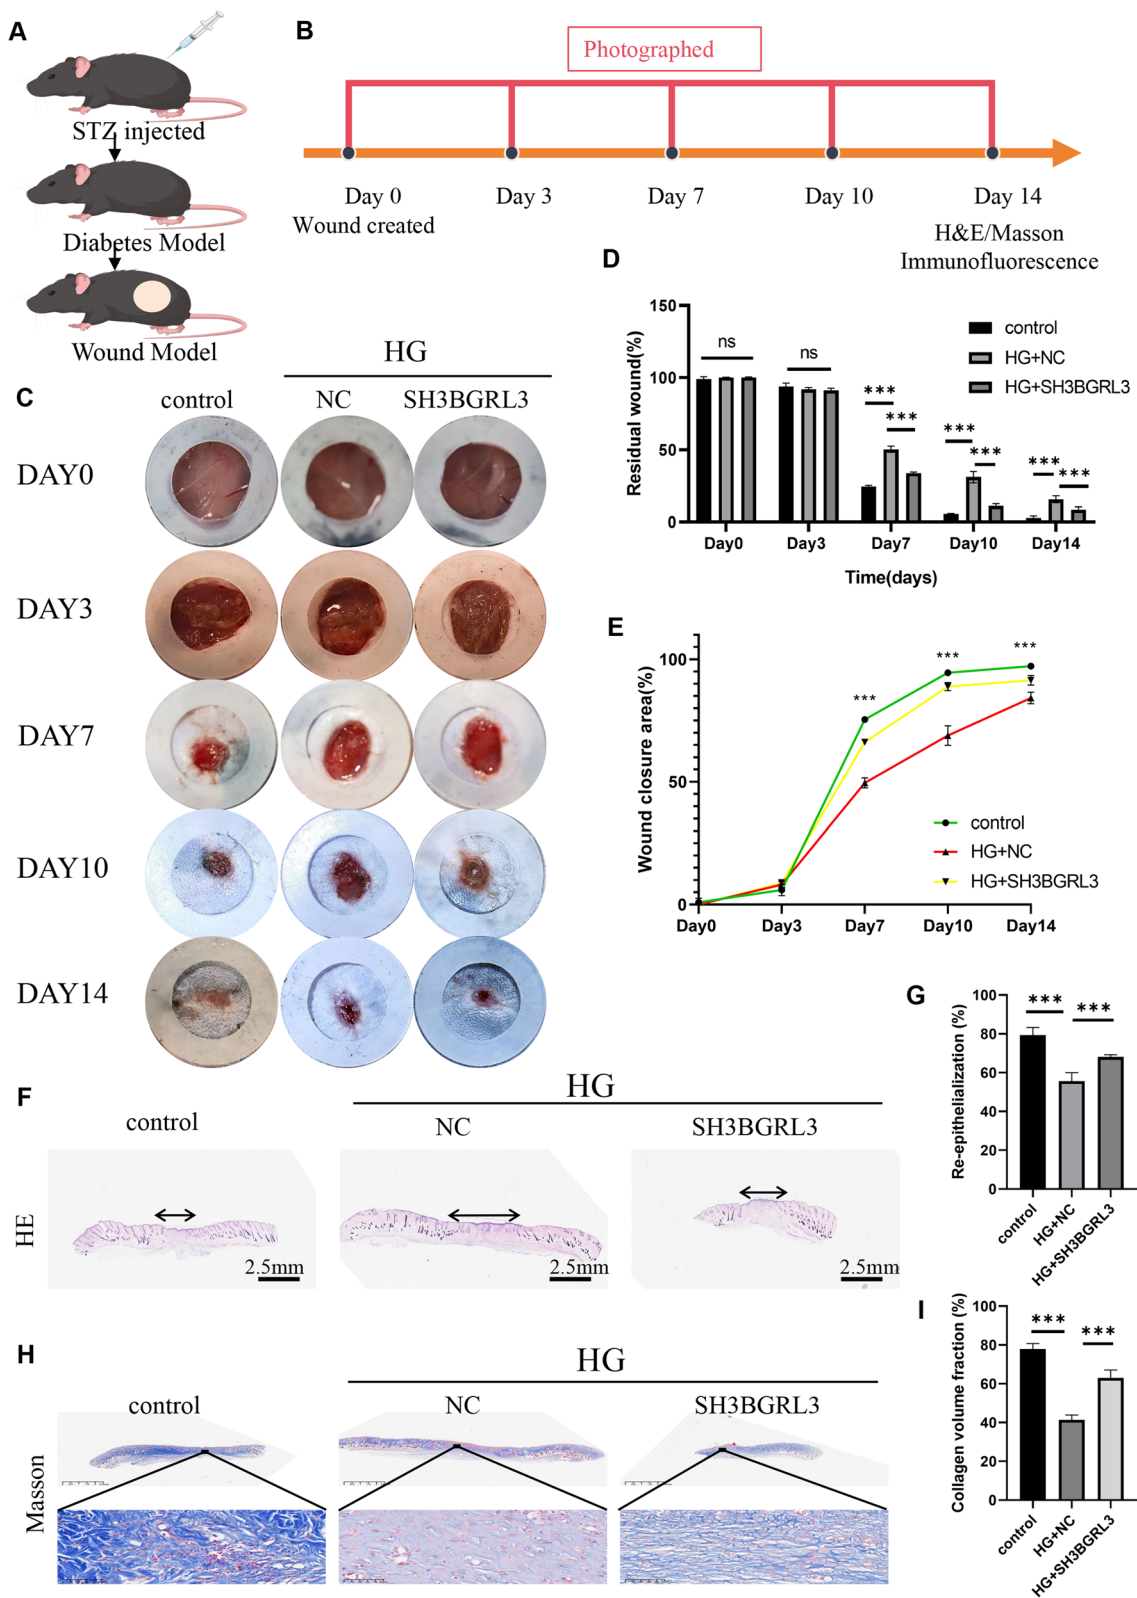 A
STZ injected
Diabetes Model
Wound Model
B
Photographed
Day 0
Day 3
Day 7
Day 10
Day 14
Wound created
H&E/Masson
Immunofluorescence
C
HG
control
NC
SH3BGRL3
DAY0
DAY3
DAY7
DAY10
DAY14
D
Residual wound(%)
150
100
50
0
ns
ns
***
***
***
***
***
***
control
HG+NC
HG+SH3BGRL3
Day0
Day3
Day7
Day10
Day14
Time(days)
E
Wound closure area(%)
100
50
0
***
***
***
control
HG+NC
HG+SH3BGRL3
Day0
Day3
Day7
Day10
Day14
F
HG
control
NC
SH3BGRL3
HE
2.5mm
2.5mm
2.5mm
G
Re-epithelialization (%)
100
80
60
40
20
0
***
***
control
HG+NC
HG+SH3BGRL3
H
HG
control
NC
SH3BGRL3
Masson
I
Collagen volume fraction (%)
100
80
60
40
20
0
***
***
control
HG+NC
HG+SH3BGRL3